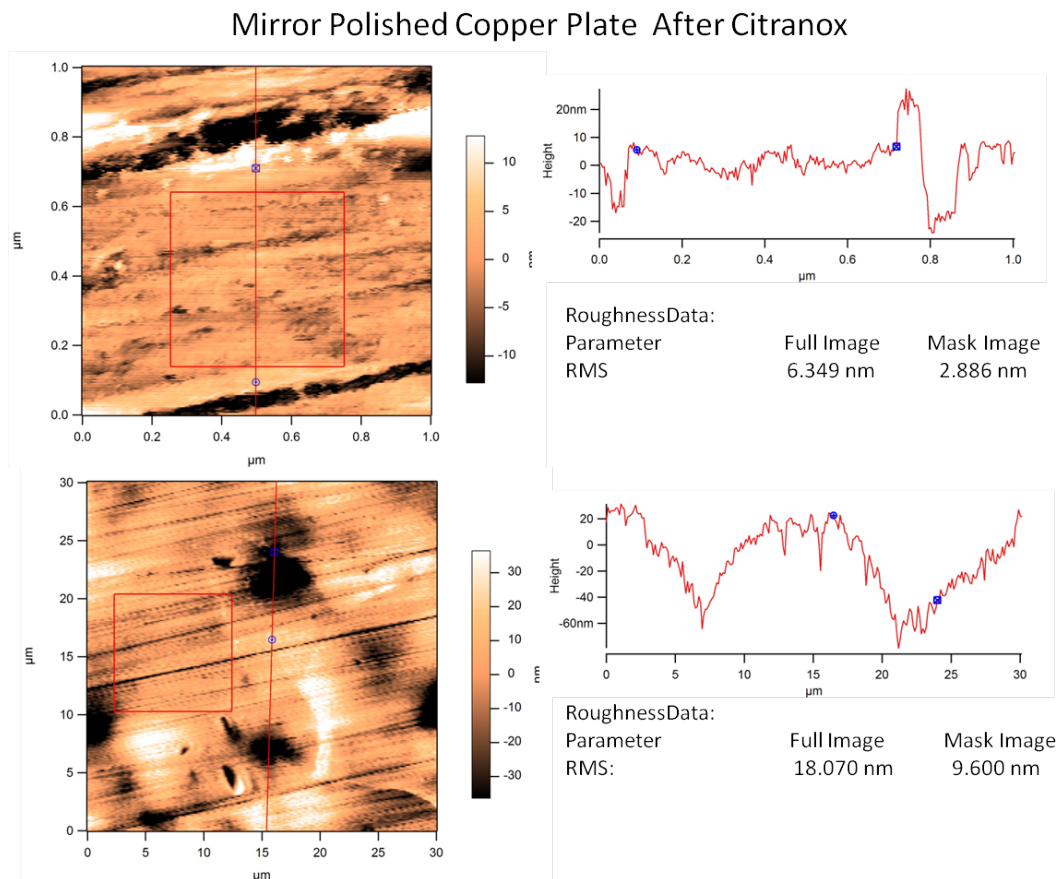 Mirror Polished Copper Plate After Citranox
1.0
0.8
0.6
0.4
0.2
0.0
µm
0.0 0.2 0.4 0.6 0.8 1.0
µm
10
5
0
-5
-10
20nm
10
0
-10
-20
Height
0.0 0.2 0.4 0.6 0.8 1.0
µm
RoughnessData:
Parameter Full Image Mask Image
RMS 6.349 nm 2.886 nm
30
25
20
15
10
5
0
µm
0 5 10 15 20 25 30
µm
30
20
10
0
-10
-20
-30
20
0
-20
-40
-60nm
Height
0 5 10 15 20 25 30
µm
RoughnessData:
Parameter Full Image Mask Image
RMS: 18.070 nm 9.600 nm